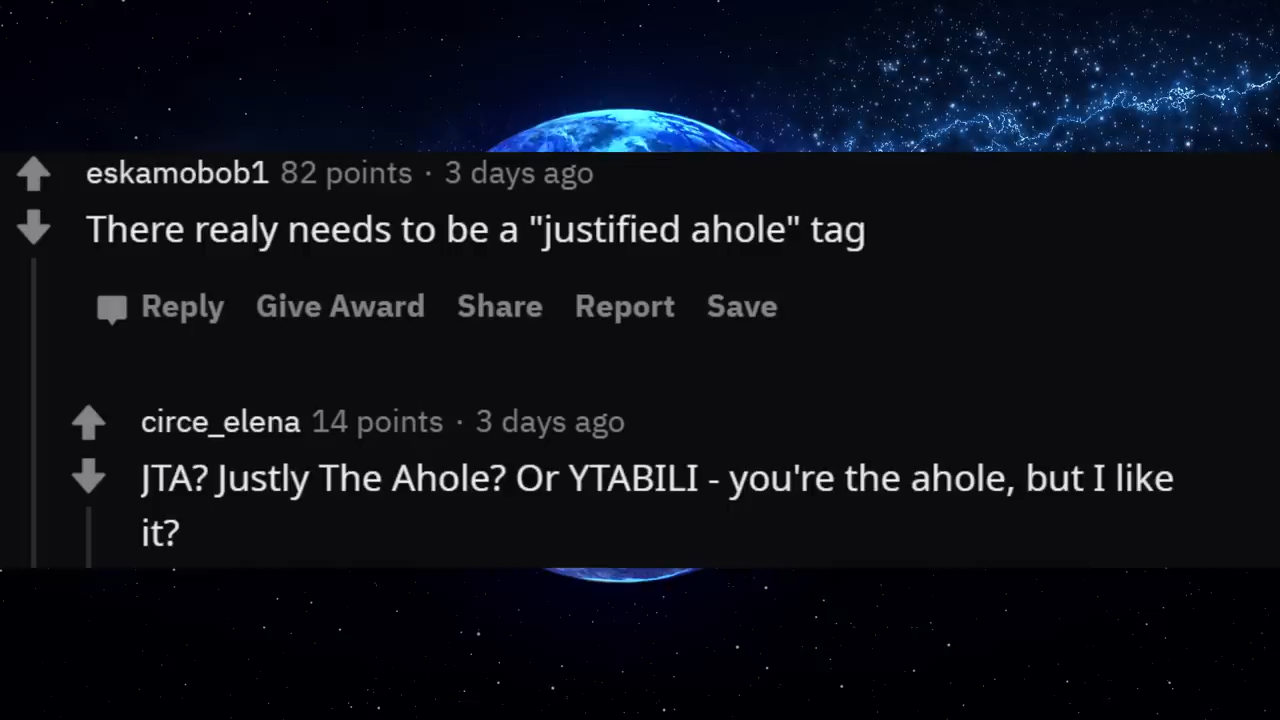 eskamobob1 82 points · 3 days ago
There realy needs to be a "justified ahole" tag
Reply Give Award Share Report Save
circe_elena 14 points · 3 days ago
JTA? Justly The Ahole? Or YTABILI - you're the ahole, but I like
it?